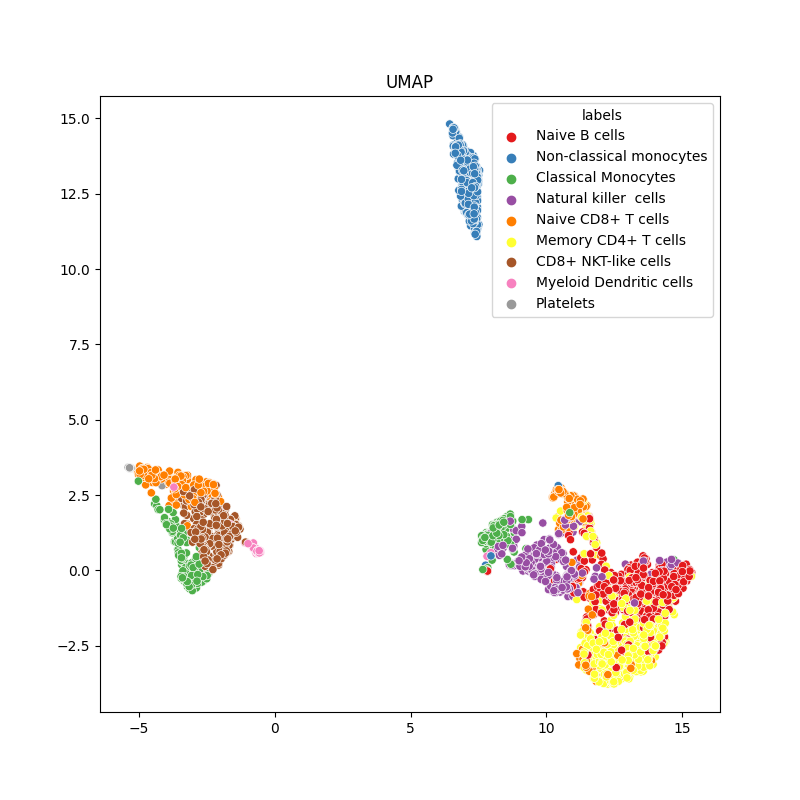 UMAP
labels
Naive B cells
Non-classical monocytes
Classical Monocytes
Natural killer  cells
Naive CD8+ T cells
Memory CD4+ T cells
CD8+ NKT-like cells
Myeloid Dendritic cells
Platelets
15.0
12.5
10.0
7.5
5.0
2.5
0.0
−2.5
−5
0
5
10
15